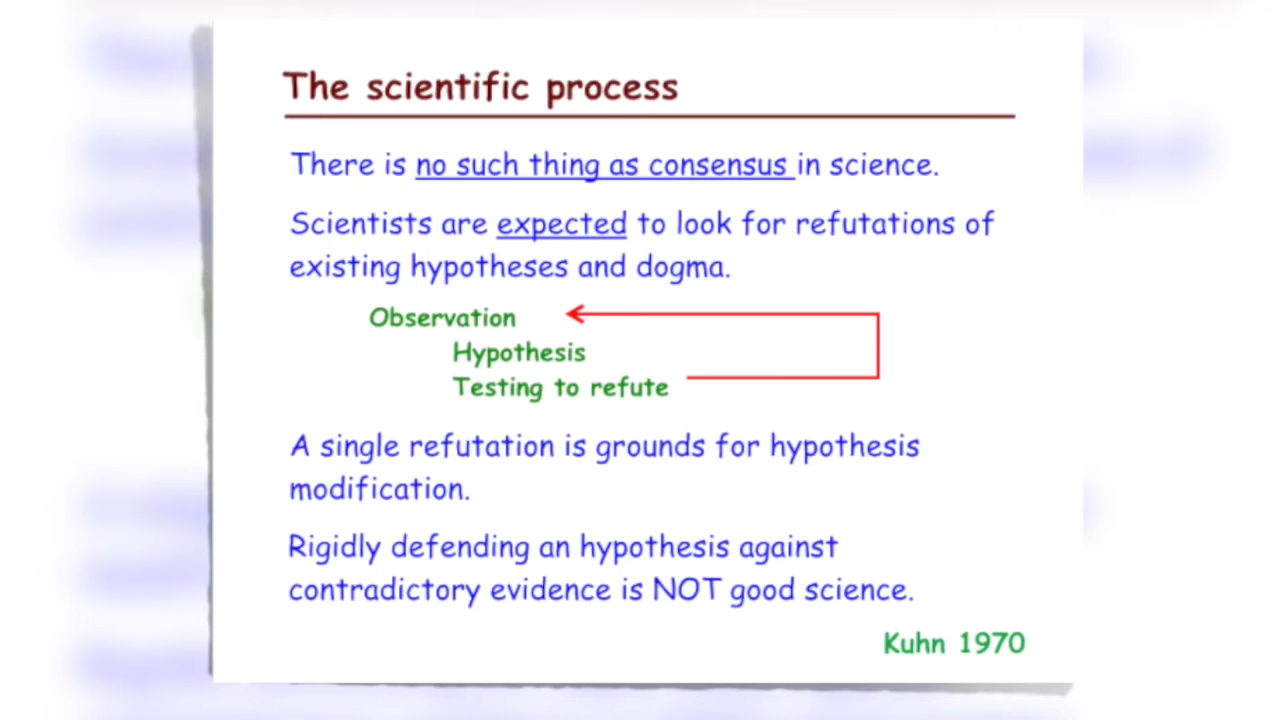 The scientific process
There is no such thing as consensus in science.
Scientists are expected to look for refutations of
existing hypotheses and dogma.
Observation
Hypothesis
Testing to refute
A single refutation is grounds for hypothesis
modification.
Rigidly defending an hypothesis against
contradictory evidence is NOT good science.
Kuhn 1970